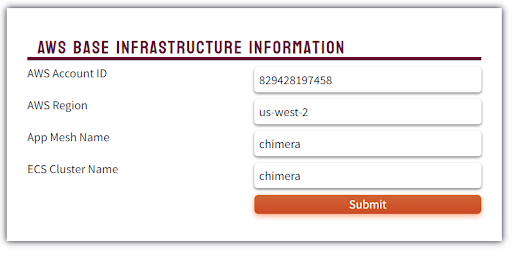 AWS BASE INFRASTRUCTURE INFORMATION
AWS Account ID 829428197458
AWS Region us-west-2
App Mesh Name chimera
ECS Cluster Name chimera
Submit